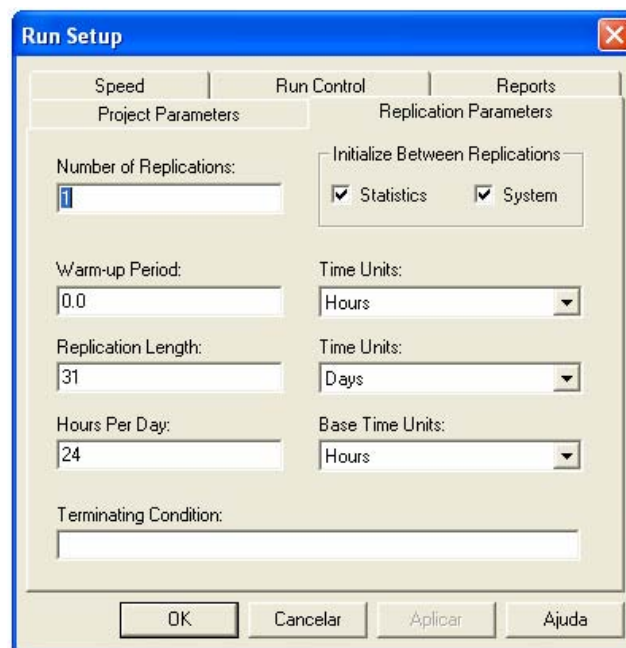 Run Setup
Speed Run Control Reports
Project Parameters Replication Parameters
Number of Replications: Initialize Between Replications
1 Statistics System
Warm-up Period: Time Units:
0.0 Hours
Replication Length: Time Units:
31 Days
Hours Per Day: Base Time Units:
24 Hours
Terminating Condition:
OK Cancelar Aplicar Ajuda